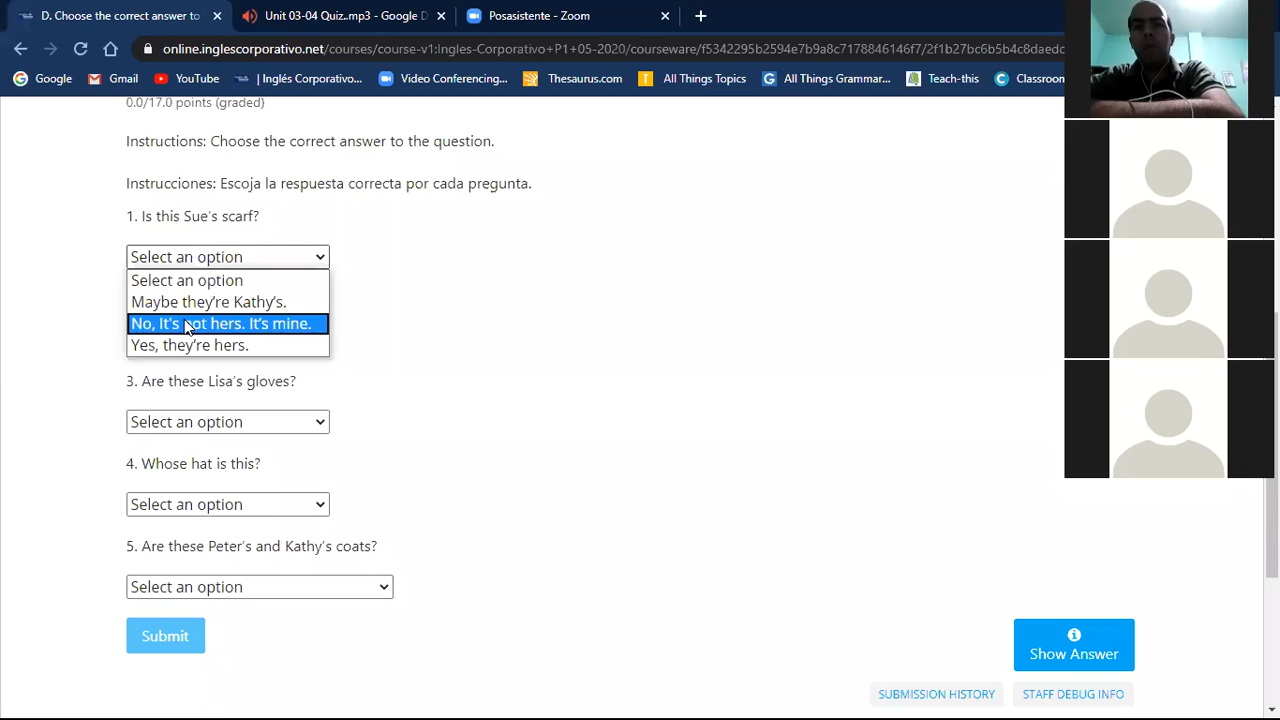 D. Choose the correct answer to
Unit 03-04 Quiz..mp3 - Google D
Posasistente - Zoom
online.inglescorporativo.net/courses/course-v1:Ingles-Corporativo+P1+05-2020/courseware/f5342295b2594e7b9a8c7178846146f7/2f1b27bc6b5b4c8daedc
Google
Gmail
YouTube
| Inglés Corporativo...
Video Conferencing...
Thesaurus.com
All Things Topics
All Things Grammar...
Teach-this
Classroom
0.0/17.0 points (graded)
Instructions: Choose the correct answer to the question.
Instrucciones: Escoja la respuesta correcta por cada pregunta.
1. Is this Sue's scarf?
Select an option
Select an option
Maybe they're Kathy's.
No, It's not hers. It's mine.
Yes, they're hers.
3. Are these Lisa's gloves?
Select an option
4. Whose hat is this?
Select an option
5. Are these Peter's and Kathy's coats?
Select an option
Submit
Show Answer
SUBMISSION HISTORY
STAFF DEBUG INFO